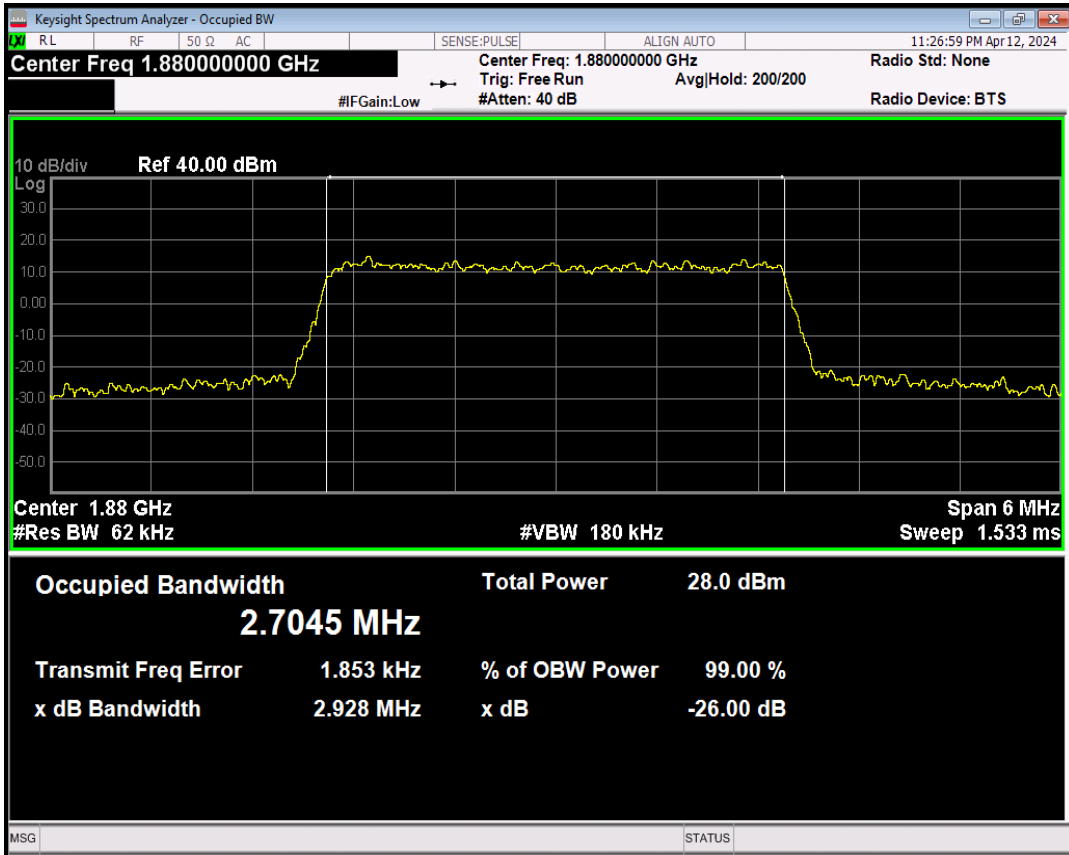 Keysight Spectrum Analyzer - Occupied BW
LXI RL RF 50 Ω AC SENSE:PULSE ALIGN AUTO 11:26:59 PM Apr 12, 2024
Center Freq 1.880000000 GHz Center Freq: 1.880000000 GHz Radio Std: None
Trig: Free Run Avg|Hold: 200/200
#IFGain:Low #Atten: 40 dB Radio Device: BTS
10 dB/div Ref 40.00 dBm
Log
30.0
20.0
10.0
0.00
-10.0
-20.0
-30.0
-40.0
-50.0
Center 1.88 GHz Span 6 MHz
#Res BW 62 kHz #VBW 180 kHz Sweep 1.533 ms
Occupied Bandwidth Total Power 28.0 dBm
2.7045 MHz
Transmit Freq Error 1.853 kHz % of OBW Power 99.00 %
x dB Bandwidth 2.928 MHz x dB -26.00 dB
MSG STATUS